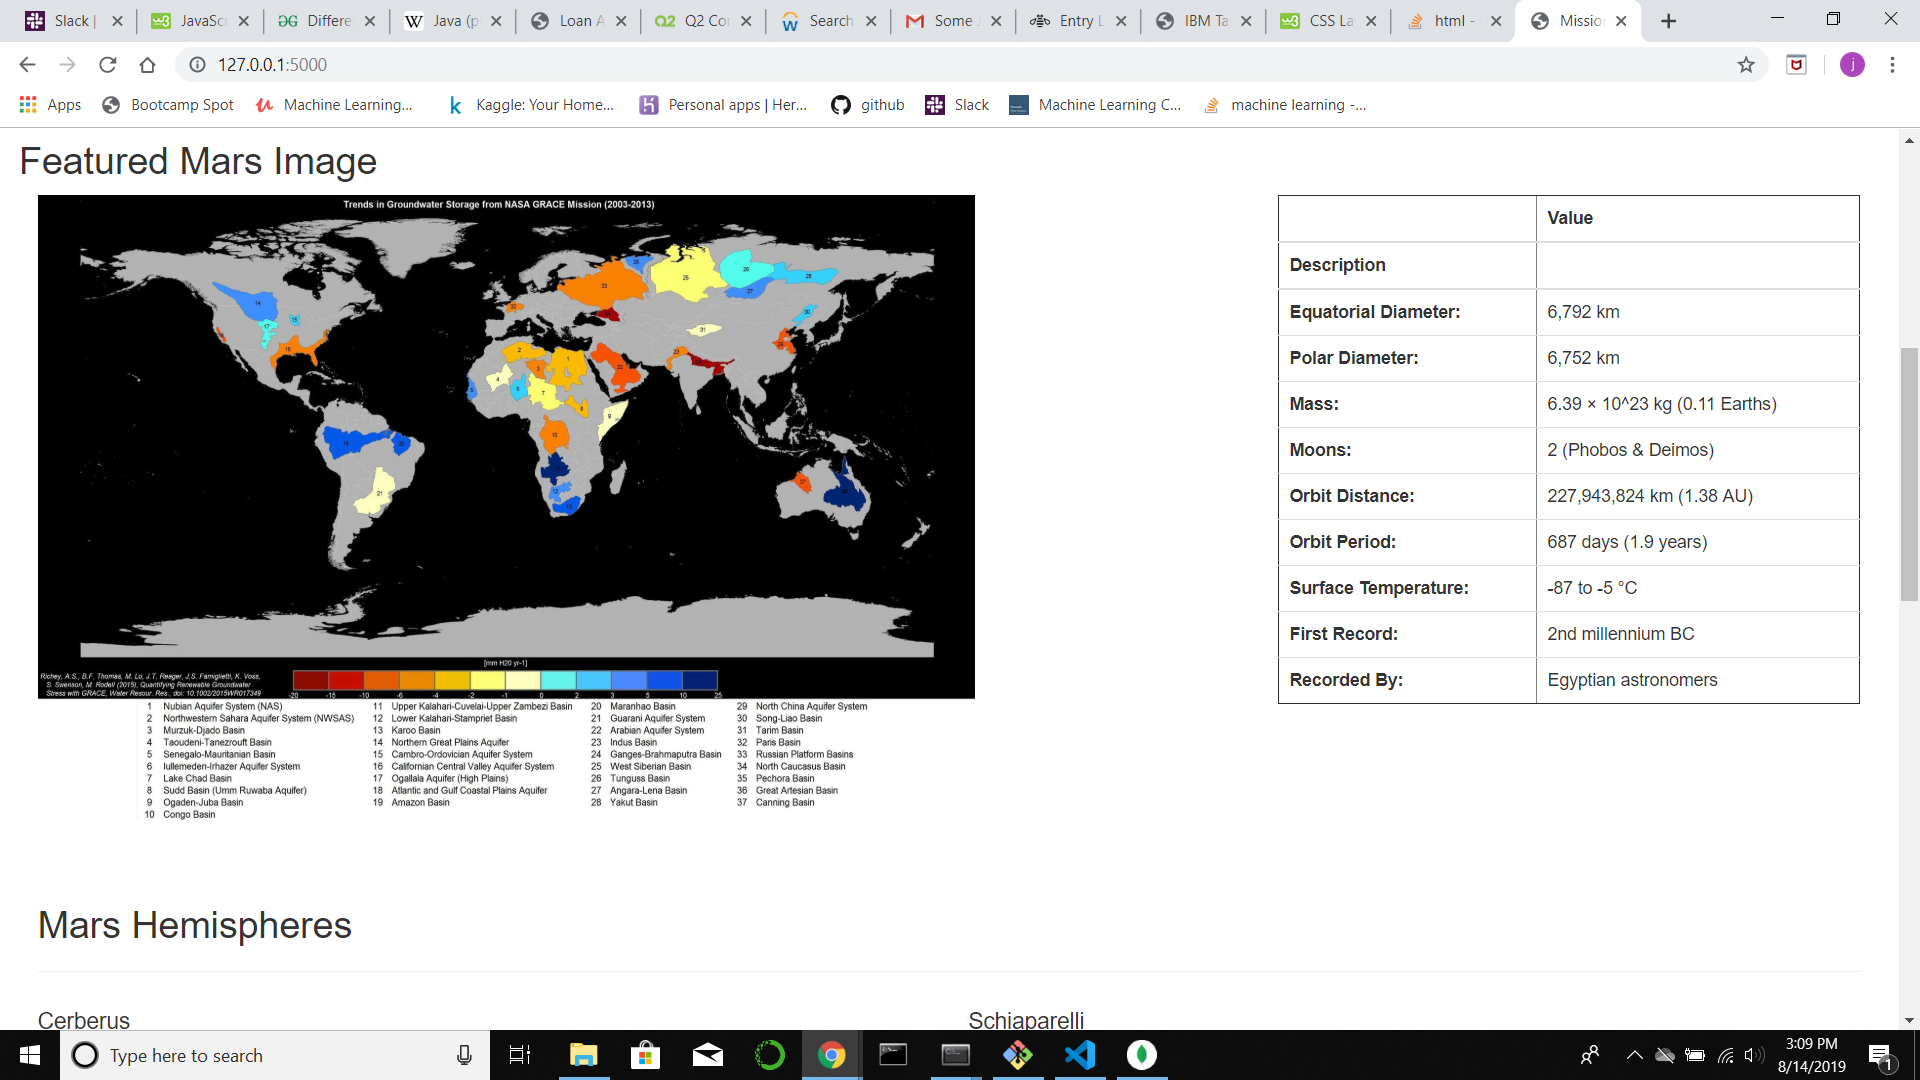 Slack |
JavaScr
Differe
Java (p
Loan A
Q2 Co
Search
Some
Entry L
IBM Ta
CSS La
html -
Missio
127.0.0.1:5000
Apps
Bootcamp Spot
Machine Learning...
Kaggle: Your Home...
Personal apps | Her...
github
Slack
Machine Learning C...
machine learning -...
Featured Mars Image
Trends in Groundwater Storage from NASA GRACE Mission (2003-2013)
[mm H20 yr-1]
Richey, A.S., B.F. Thomas, M. Lo, J.T. Reager, J.S. Famiglietti, K. Voss,
S. Swenson, M. Rodell (2015), Quantifying Renewable Groundwater
Stress with GRACE, Water Resour. Res., doi: 10.1002/2015WR017349
-20 -15 -10 -6 -4 -2 -1 0 2 3 5 10 25
1 Nubian Aquifer System (NAS)
2 Northwestern Sahara Aquifer System (NWSAS)
3 Murzuk-Djado Basin
4 Taoudeni-Tanezrouft Basin
5 Senegalo-Mauritanian Basin
6 Iullemeden-Irhazer Aquifer System
7 Lake Chad Basin
8 Sudd Basin (Umm Ruwaba Aquifer)
9 Ogaden-Juba Basin
10 Congo Basin
11 Upper Kalahari-Cuvelai-Upper Zambezi Basin
12 Lower Kalahari-Stampriet Basin
13 Karoo Basin
14 Northern Great Plains Aquifer
15 Cambro-Ordovician Aquifer System
16 Californian Central Valley Aquifer System
17 Ogallala Aquifer (High Plains)
18 Atlantic and Gulf Coastal Plains Aquifer
19 Amazon Basin
20 Maranhao Basin
21 Guarani Aquifer System
22 Arabian Aquifer System
23 Indus Basin
24 Ganges-Brahmaputra Basin
25 West Siberian Basin
26 Tunguss Basin
27 Angara-Lena Basin
28 Yakut Basin
29 North China Aquifer System
30 Song-Liao Basin
31 Tarim Basin
32 Paris Basin
33 Russian Platform Basins
34 North Caucasus Basin
35 Pechora Basin
36 Great Artesian Basin
37 Canning Basin
Value
Description
Equatorial Diameter: 6,792 km
Polar Diameter: 6,752 km
Mass: 6.39 × 10^23 kg (0.11 Earths)
Moons: 2 (Phobos & Deimos)
Orbit Distance: 227,943,824 km (1.38 AU)
Orbit Period: 687 days (1.9 years)
Surface Temperature: -87 to -5 °C
First Record: 2nd millennium BC
Recorded By: Egyptian astronomers
Mars Hemispheres
Cerberus
Schiaparelli
Type here to search
3:09 PM
8/14/2019
1